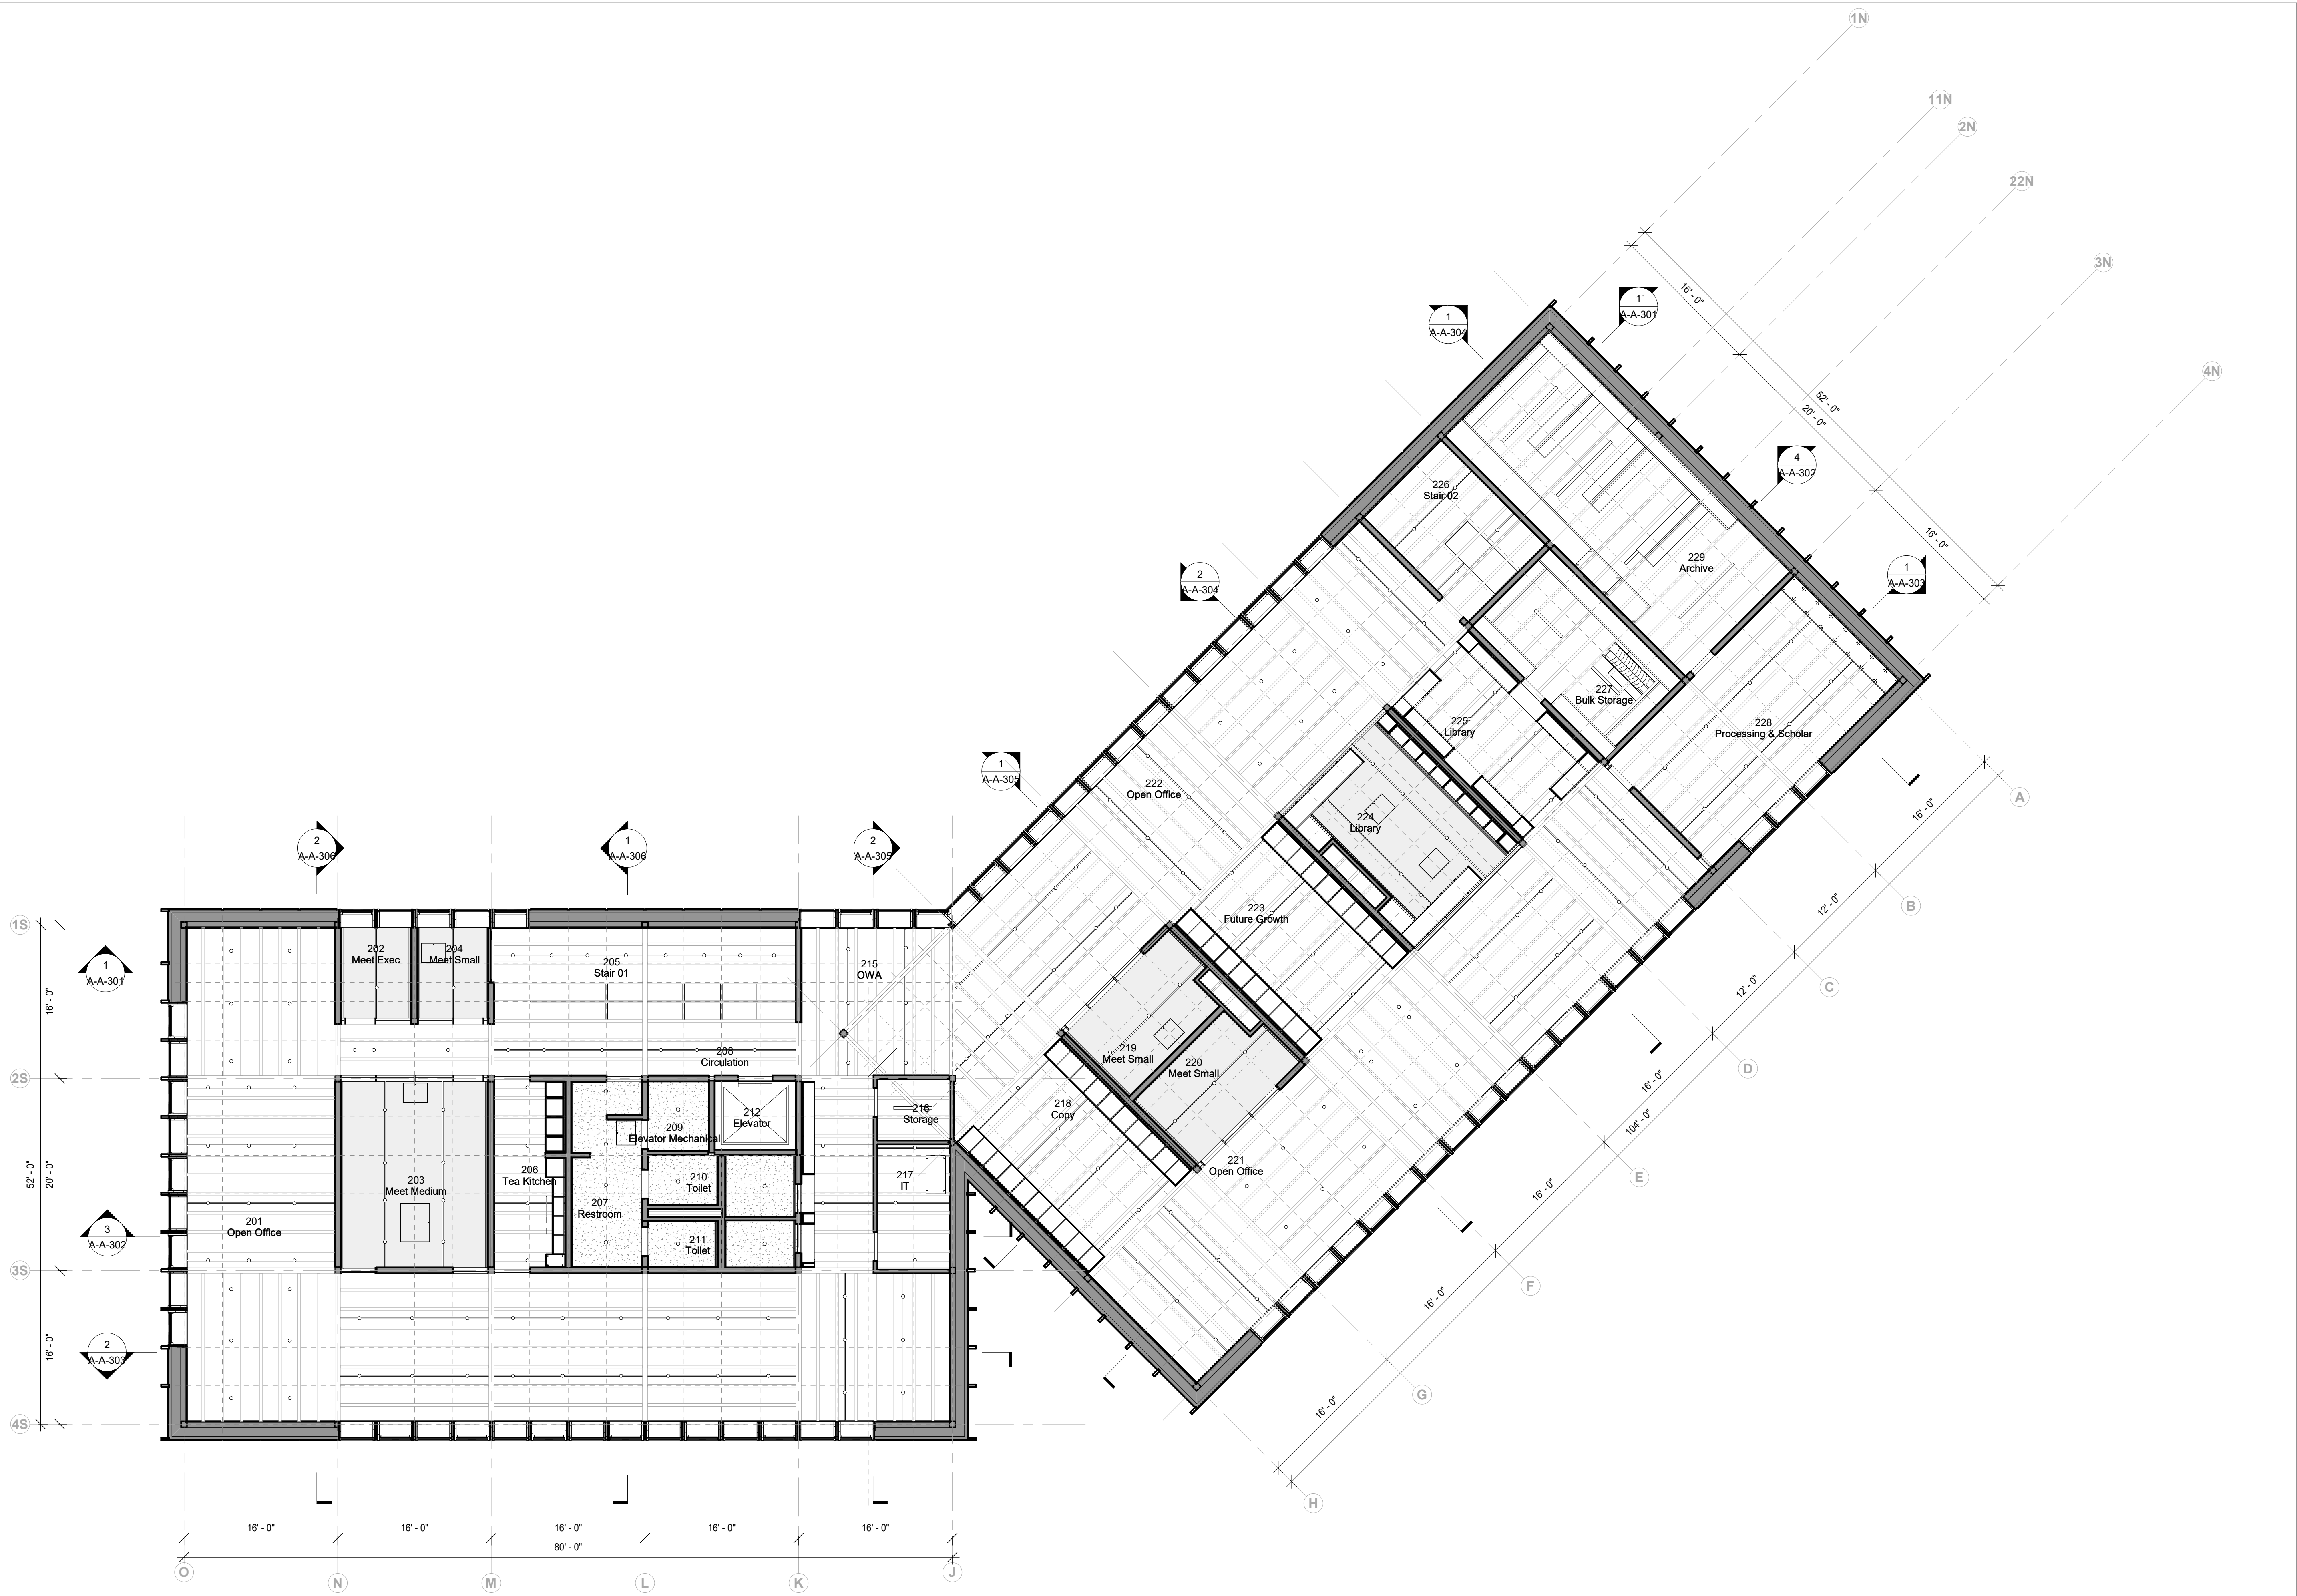 1N
11N
2N
22N
3N
4N
16' - 0"
52' - 0"
20' - 0"
16' - 0"
1
A-A-301
1
A-A-304
4
A-A-302
1
A-A-303
2
A-A-304
1
A-A-305
226
Stair 02
229
Archive
227
Bulk Storage
228
Processing & Scholar
225
Library
224
Library
222
Open Office
223
Future Growth
219
Meet Small
220
Meet Small
218
Copy
221
Open Office
A
B
C
D
E
F
G
H
16' - 0"
12' - 0"
12' - 0"
16' - 0"
104' - 0"
16' - 0"
16' - 0"
16' - 0"
2
A-A-306
1
A-A-306
2
A-A-305
1S
2S
3S
4S
1
A-A-301
3
A-A-302
2
A-A-303
16' - 0"
52' - 0"
20' - 0"
16' - 0"
202
Meet Exec
204
Meet Small
205
Stair 01
215
OWA
208
Circulation
203
Meet Medium
201
Open Office
206
Tea Kitchen
207
Restroom
209
Elevator Mechanical
212
Elevator
210
Toilet
211
Toilet
216
Storage
217
IT
16' - 0"
16' - 0"
16' - 0"
16' - 0"
16' - 0"
80' - 0"
O
N
M
L
K
J